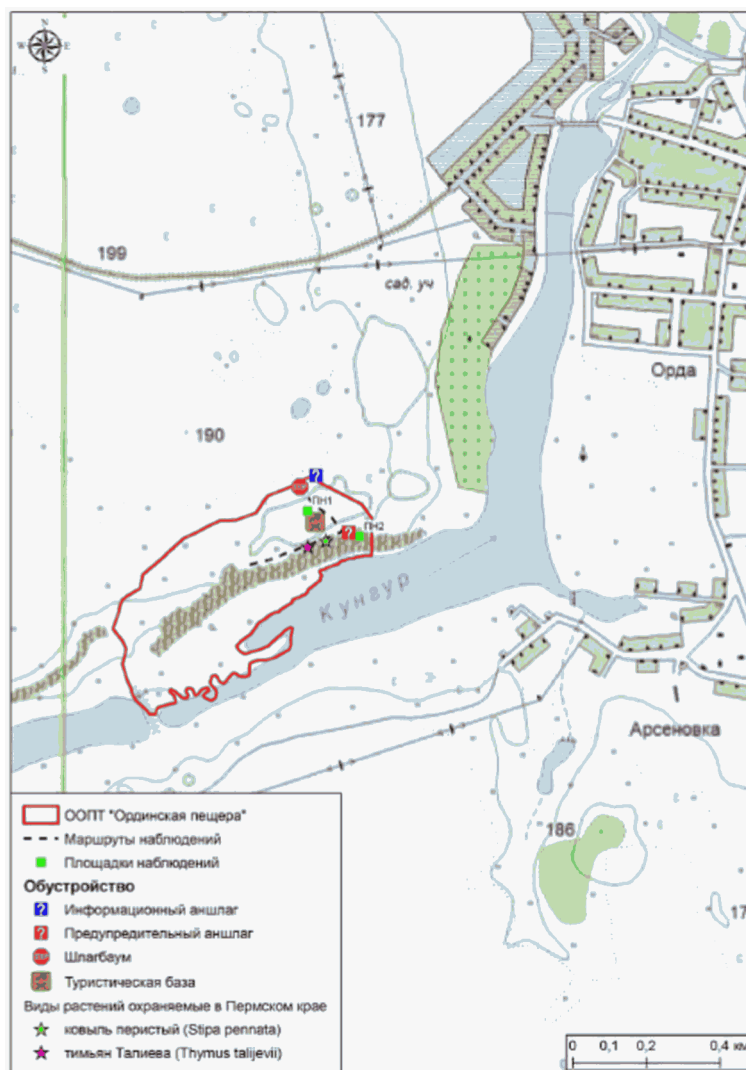 N
W E
S
177
199
сад. уч
Орда
190
ПН1
ПН2
Кунгур
Арсеновка
186
17
ООПТ "Ординская пещера"
Маршруты наблюдений
Площадки наблюдений
Обустройство
? Информационный аншлаг
? Предупредительный аншлаг
Шлагбаум
Туристическая база
Виды растений охраняемые в Пермском крае
ковыль перистый (Stipa pennata)
тимьян Талиева (Thymus talijevii)
0 0,1 0,2 0,4 км